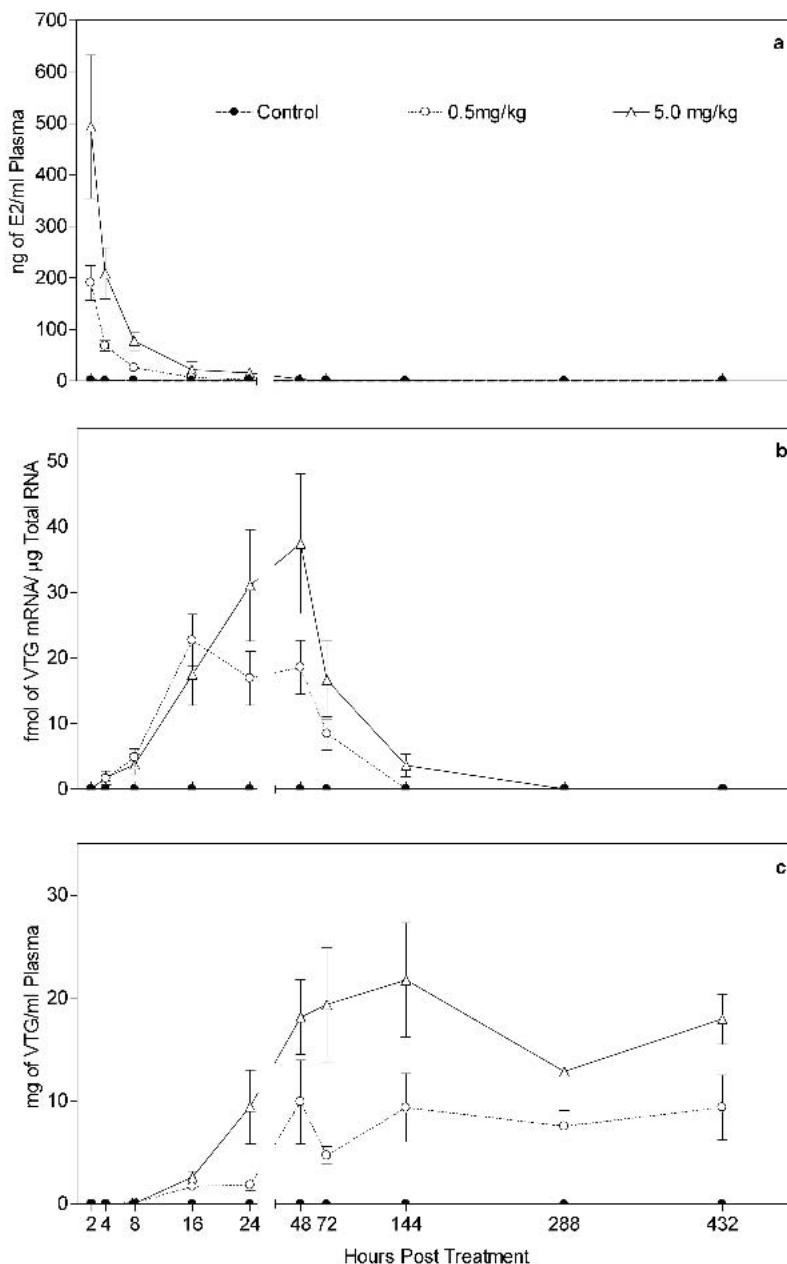 a
700
600
500
400
300
200
100
0
ng of E2/ml Plasma
Control 0.5mg/kg 5.0 mg/kg
b
50
40
30
20
10
0
fmol of VTG mRNA/ µg Total RNA
c
30
20
10
0
mg of VTG/ml Plasma
2 4 8 16 24 48 72 144 288 432
Hours Post Treatment